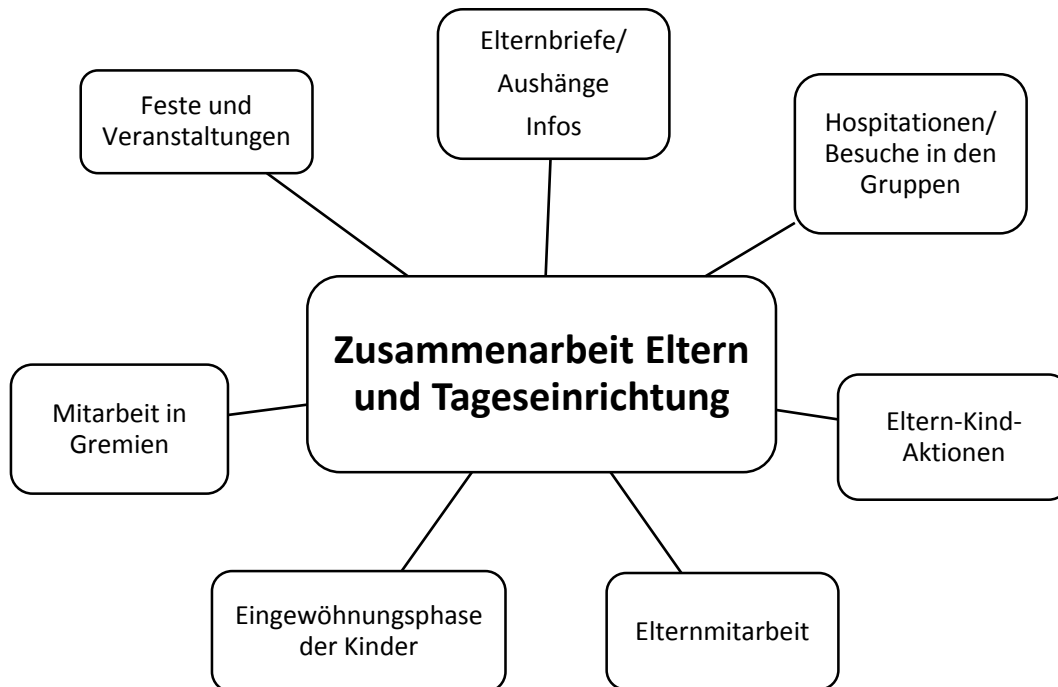 Elternbriefe/
Aushänge
Infos
Feste und
Veranstaltungen
Hospitationen/
Besuche in den
Gruppen
Zusammenarbeit Eltern
und Tageseinrichtung
Mitarbeit in
Gremien
Eltern-Kind-
Aktionen
Eingewöhnungsphase
der Kinder
Elternmitarbeit